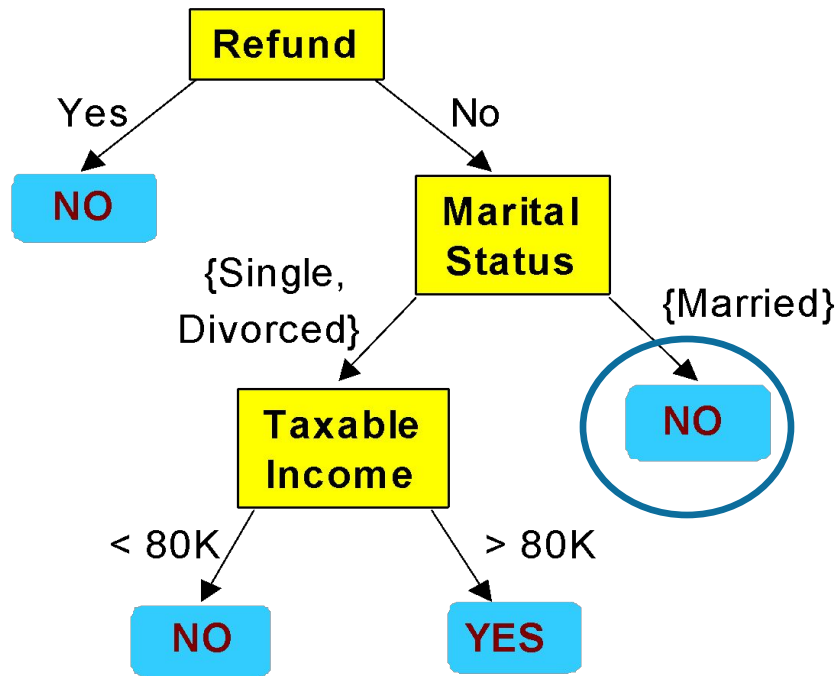 Refund
Yes
No
NO
Marital
Status
{Single,
Divorced}
{Married}
NO
Taxable
Income
< 80K
> 80K
NO
YES